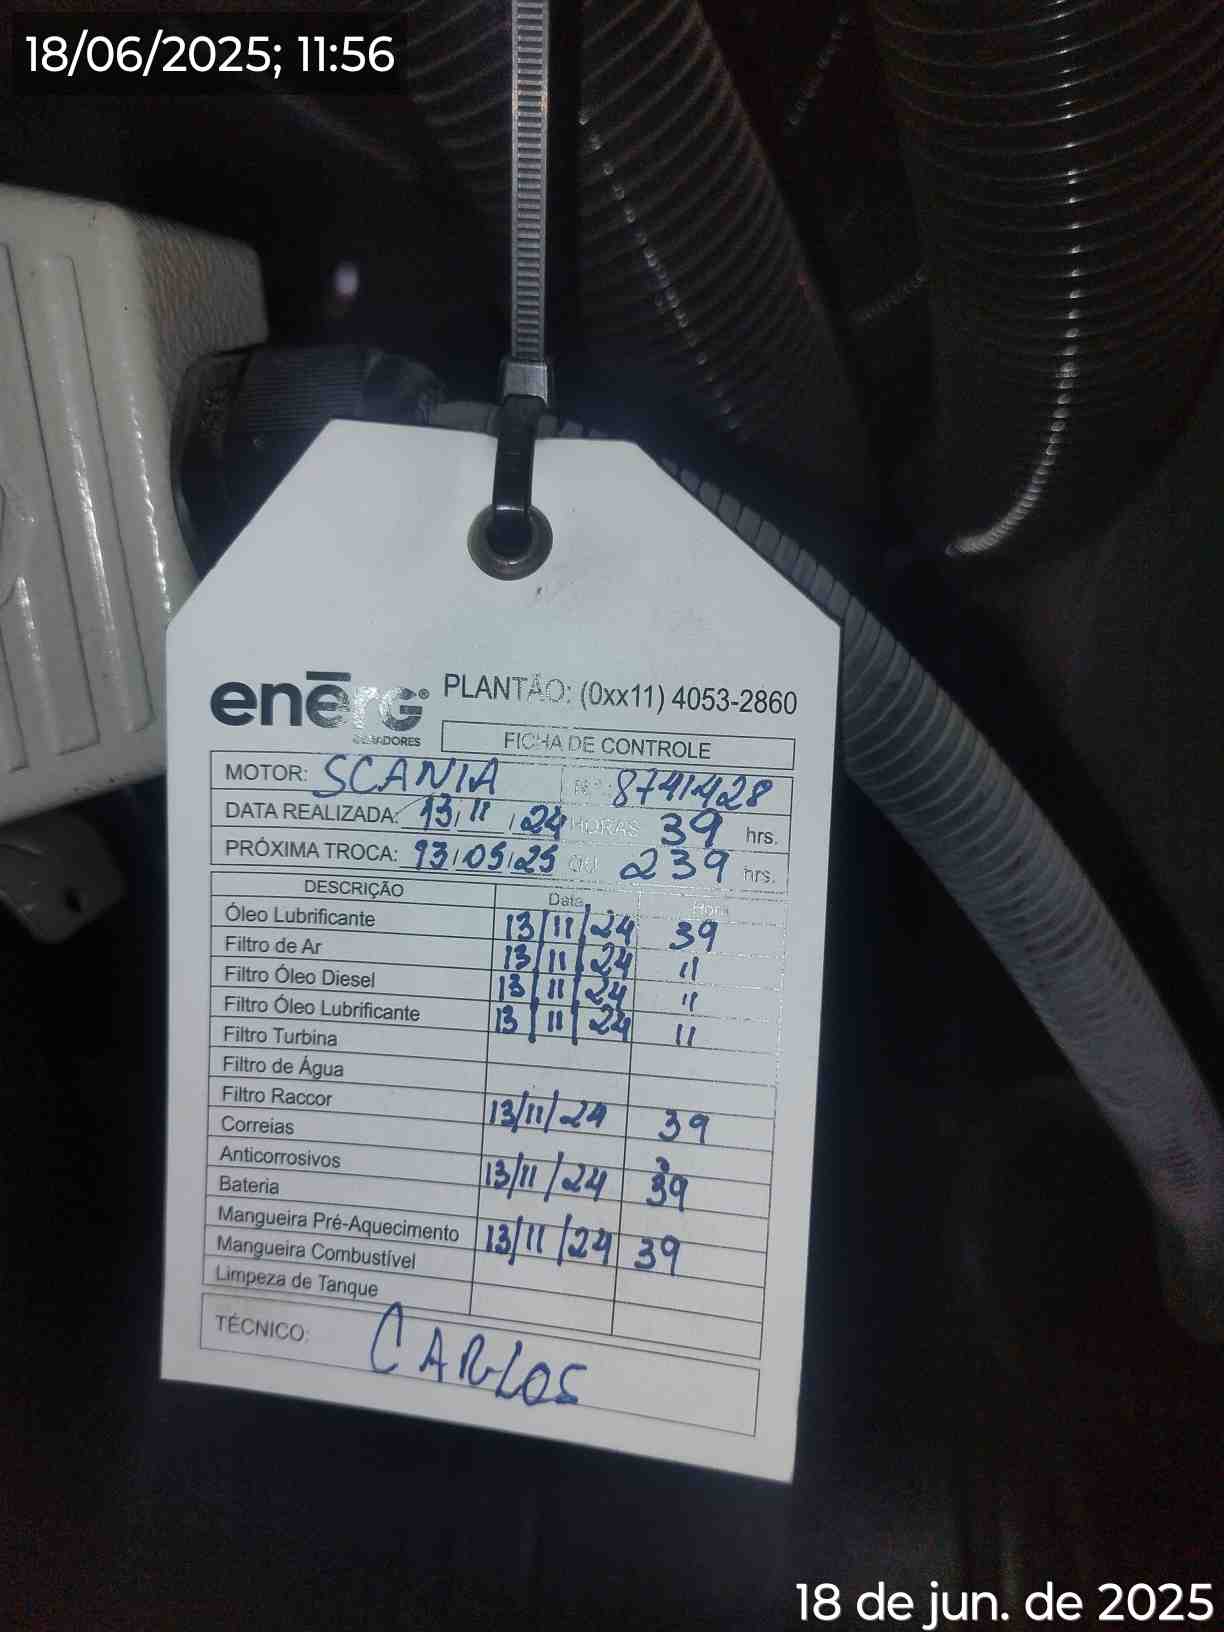 18/06/2025; 11:56
enērg® PLANTÃO: (0xx11) 4053-2860
GERADORES
FICHA DE CONTROLE
MOTOR: SCANIA Nº: 8741428
DATA REALIZADA: 13/11/24 HORAS 39 hrs.
PRÓXIMA TROCA: 13/05/25 OU 239 hrs.
DESCRIÇÃO Data Hora
Óleo Lubrificante 13/11/24 39
Filtro de Ar 13/11/24 "
Filtro Óleo Diesel 13/11/24 "
Filtro Óleo Lubrificante 13/11/24 "
Filtro Turbina
Filtro de Água
Filtro Raccor 13/11/24 39
Correias
Anticorrosivos 13/11/24 39
Bateria
Mangueira Pré-Aquecimento 13/11/24 39
Mangueira Combustível
Limpeza de Tanque
TÉCNICO: CARLOS
18 de jun. de 2025